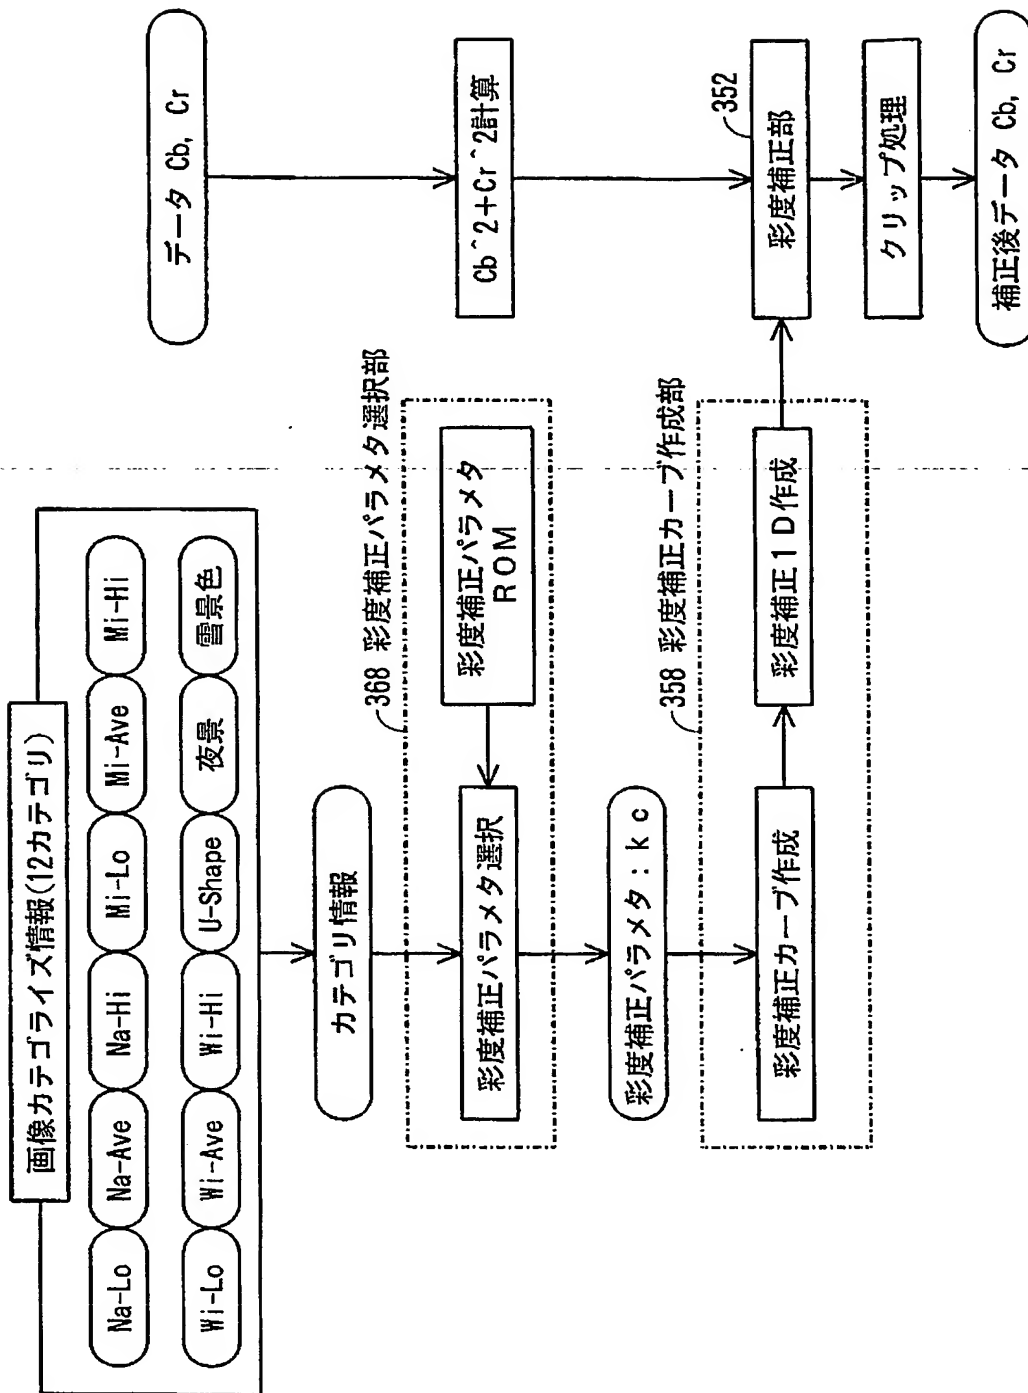 画像カテゴライズ情報(12カテゴリ)
Na-Lo
Na-Ave
Na-Hi
Mi-Lo
Mi-Ave
Mi-Hi
Wi-Lo
Wi-Ave
Wi-Hi
U-Shape
夜景
雪景色
カテゴリ情報
368 彩度補正パラメタ選択部
彩度補正パラメタ選択
彩度補正パラメタ
ROM
彩度補正パラメタ:kc
358 彩度補正カーブ作成部
彩度補正カーブ作成
彩度補正1D作成
データ Cb, Cr
Cb^2+Cr^2計算
352
彩度補正部
クリップ処理
補正後データ Cb, Cr